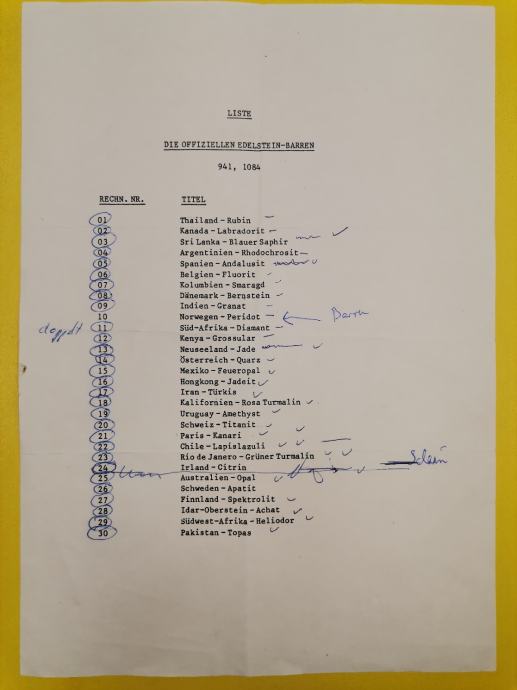 LISTE
DIE OFFIZIELLEN EDELSTEIN-BARREN
941, 1084
RECHN. NR. TITEL
01 Thailand - Rubin
02 Kanada - Labradorit
03 Sri Lanka - Blauer Saphir
04 Argentinien - Rhodochrosit
05 Spanien - Andalusit
06 Belgien - Fluorit
07 Kolumbien - Smaragd
08 Dänemark - Bernstein
09 Indien - Granat
10 Norwegen - Peridot Barren
doppelt 11 Süd-Afrika - Diamant
12 Kenya - Grossular
13 Neuseeland - Jade
14 Österreich - Quarz
15 Mexiko - Feueropal
16 Hongkong - Jadeit
17 Iran - Türkis
18 Kalifornien - Rosa Turmalin
19 Uruguay - Amethyst
20 Schweiz - Titanit
21 Paris - Kanari
22 Chile - Lapislazuli
23 Rio de Janero - Grüner Turmalin
24 Irland - Citrin
25 Australien - Opal
26 Schweden - Apatit
27 Finnland - Spektrolit
28 Idar-Oberstein - Achat
29 Südwest-Afrika - Heliodor
30 Pakistan - Topas